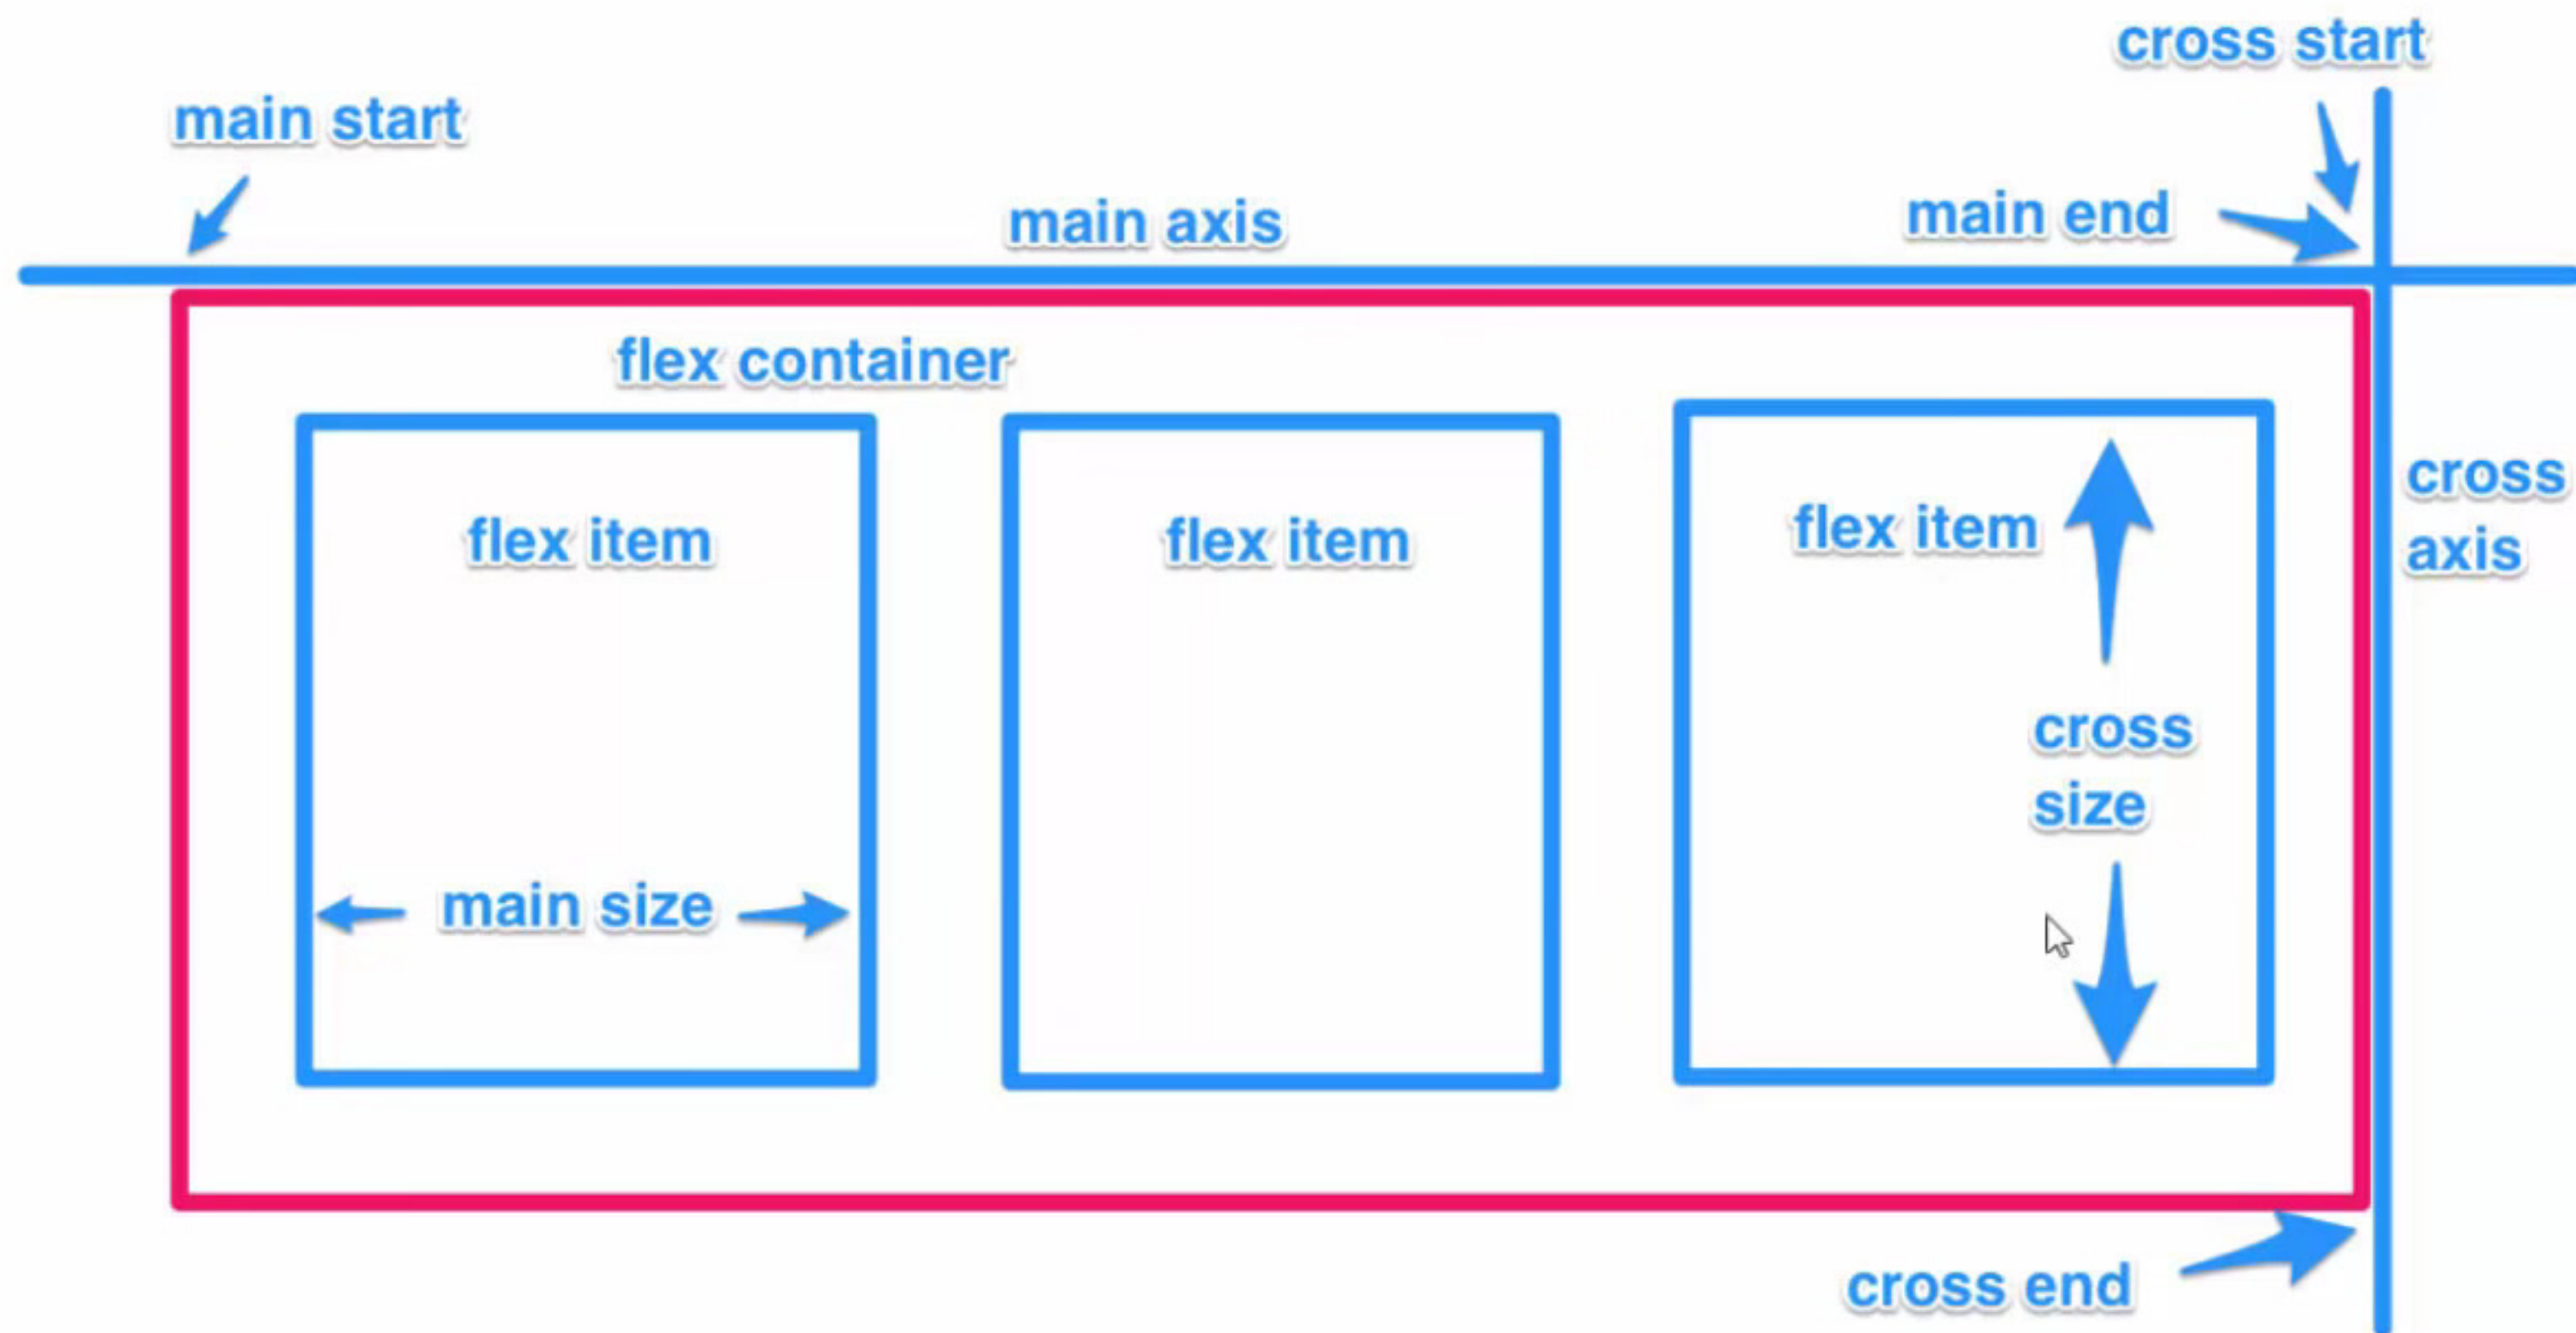 cross start
main start
main axis
main end
flex container
cross
axis
flex item
flex item
flex item
cross
size
main size
cross end